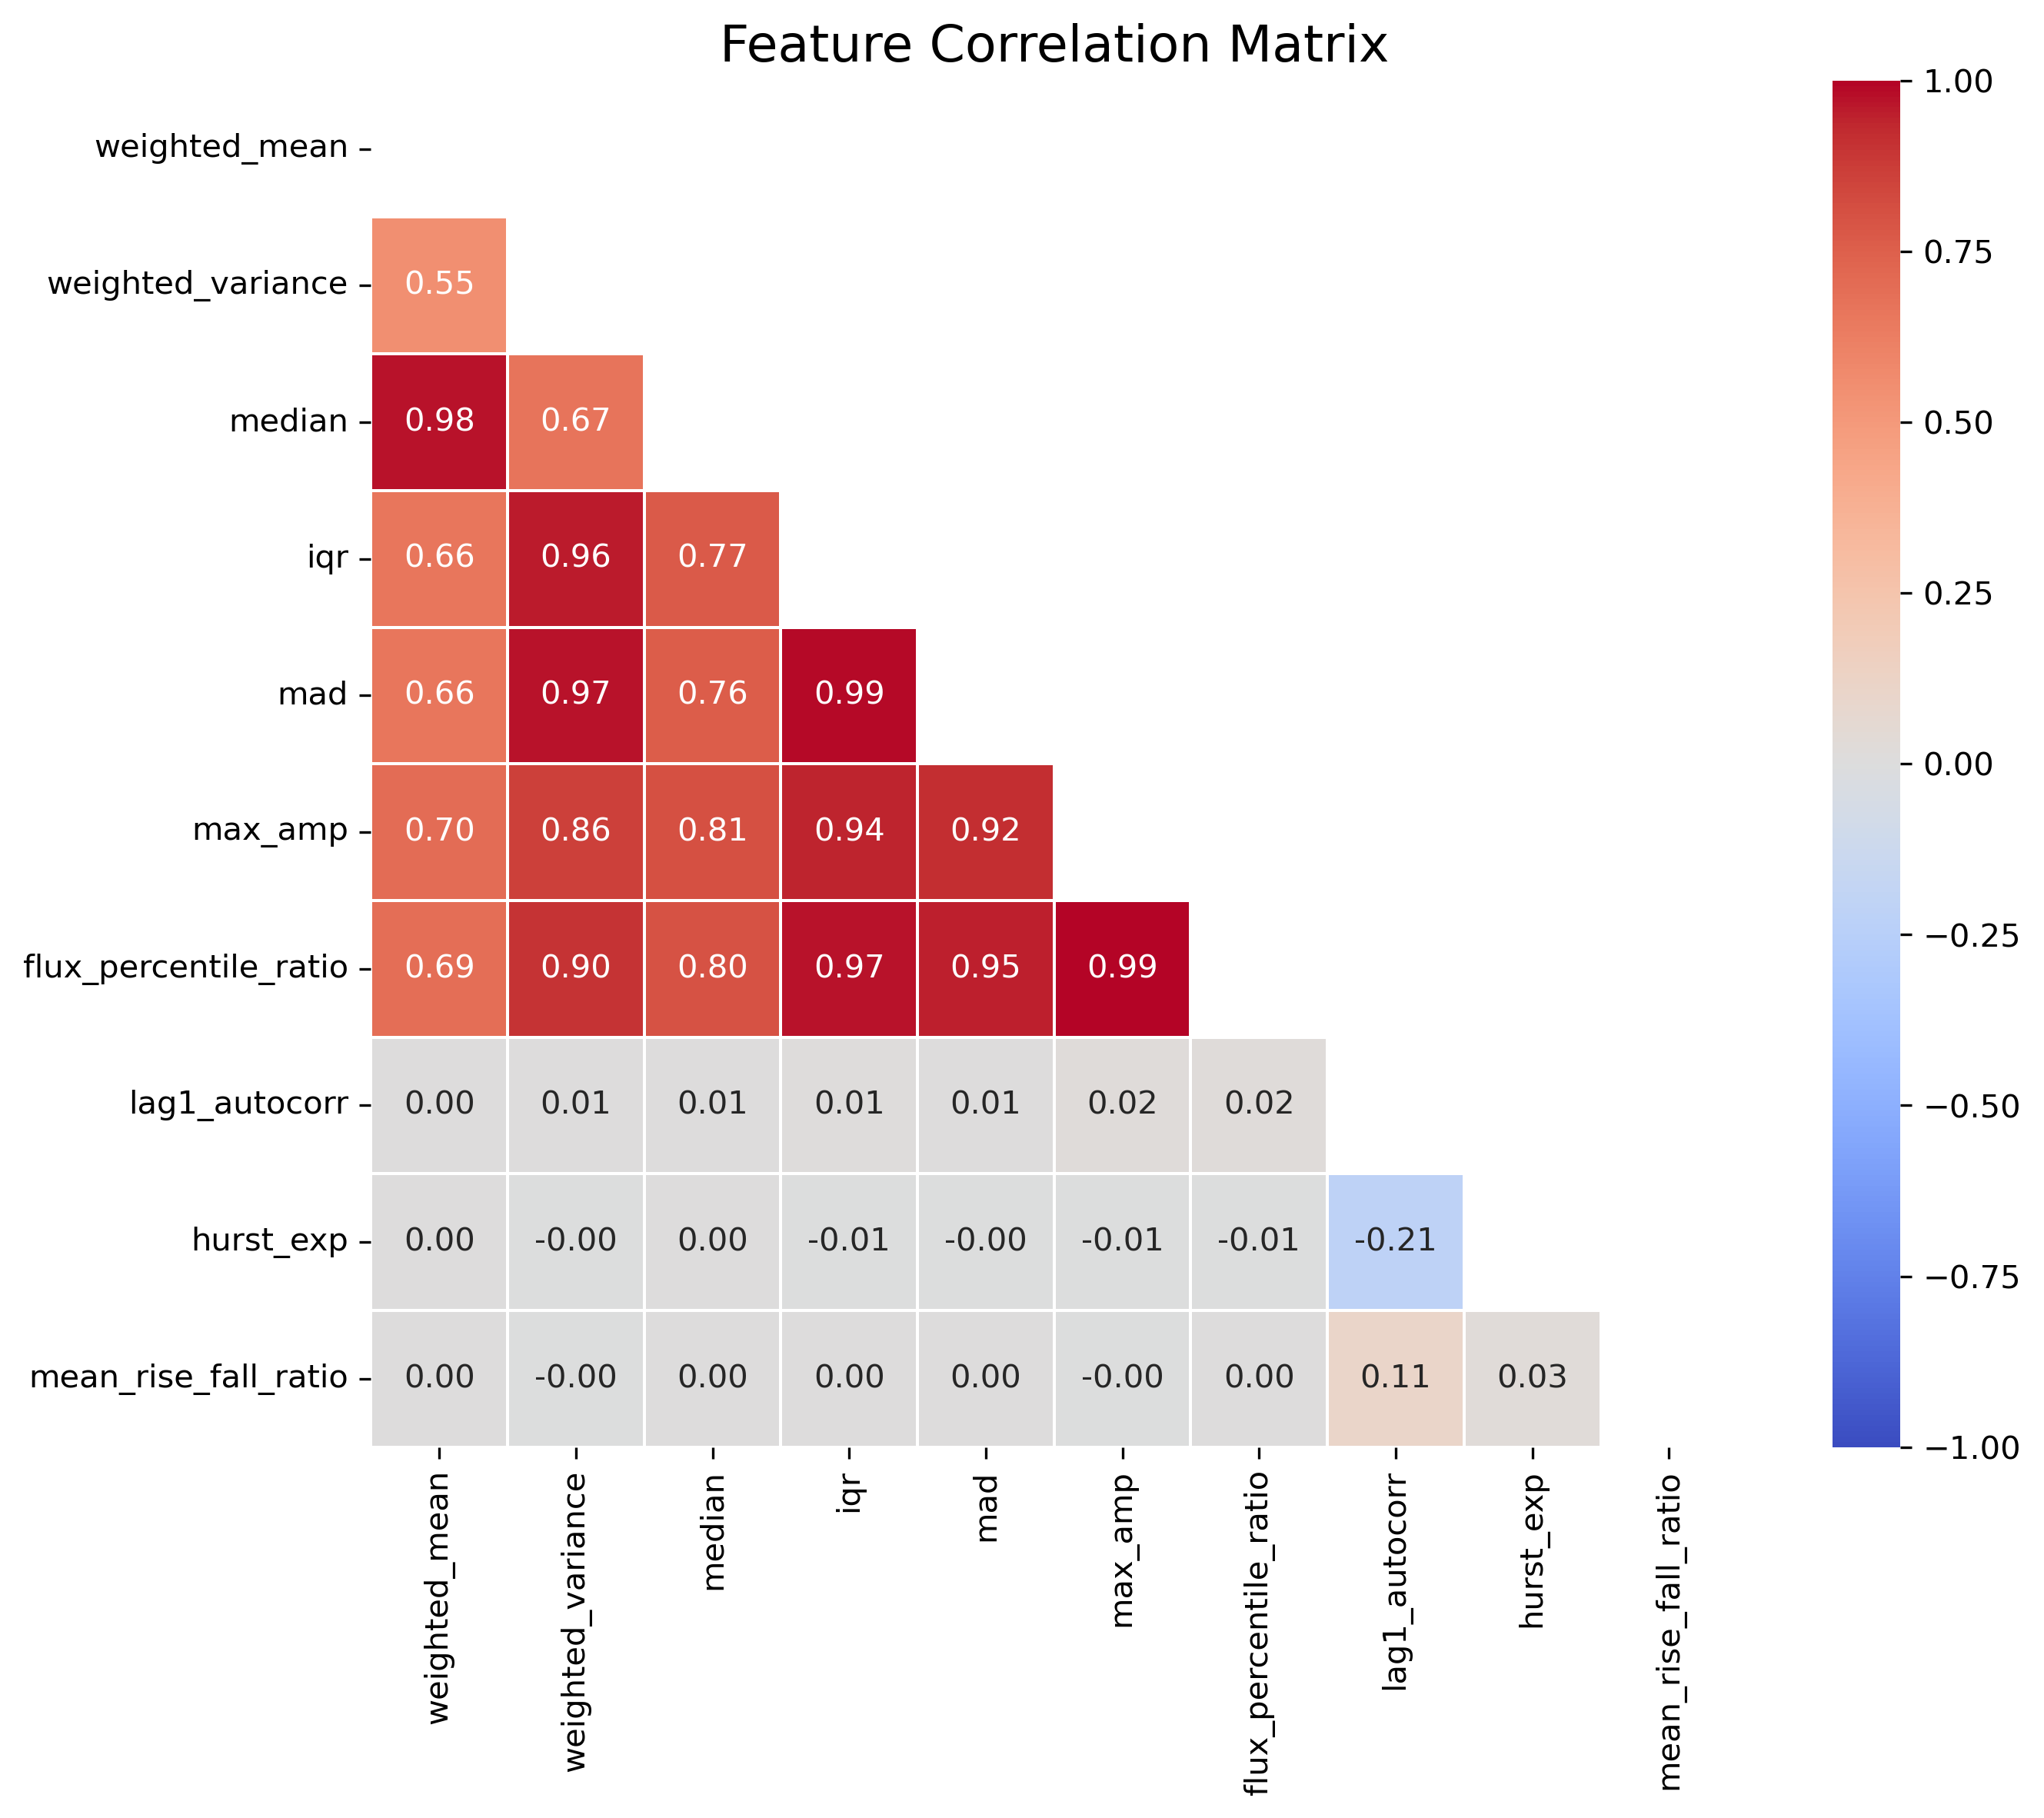 Feature Correlation Matrix
weighted_mean
weighted_variance
0.55
median
0.98 0.67
iqr
0.66 0.96 0.77
mad
0.66 0.97 0.76 0.99
max_amp
0.70 0.86 0.81 0.94 0.92
flux_percentile_ratio
0.69 0.90 0.80 0.97 0.95 0.99
lag1_autocorr
0.00 0.01 0.01 0.01 0.01 0.02 0.02
hurst_exp
0.00 -0.00 0.00 -0.01 -0.00 -0.01 -0.01 -0.21
mean_rise_fall_ratio
0.00 -0.00 0.00 0.00 0.00 -0.00 0.00 0.11 0.03
weighted_mean
weighted_variance
median
iqr
mad
max_amp
flux_percentile_ratio
lag1_autocorr
hurst_exp
mean_rise_fall_ratio
1.00
0.75
0.50
0.25
0.00
−0.25
−0.50
−0.75
−1.00